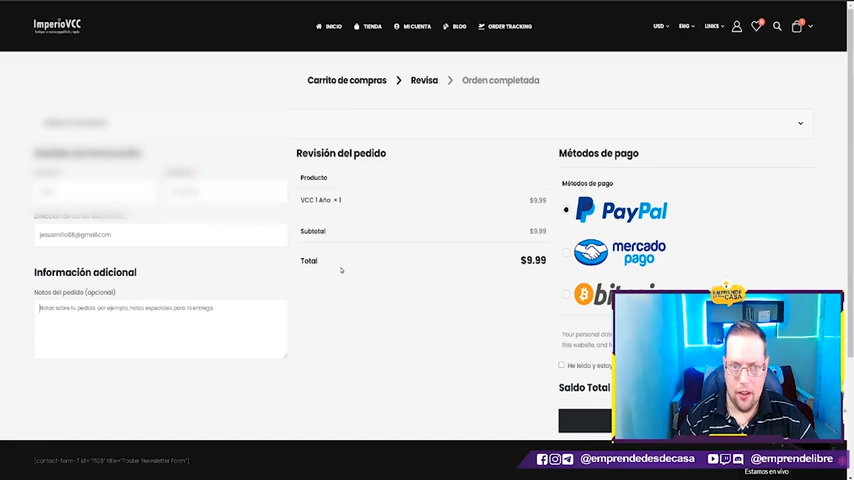 ImperioVCC
INICIO
TIENDA
MI CUENTA
BLOG
ORDER TRACKING
USD
ENG
LINKS
Carrito de compras
Revisa
Orden completada
Revisión del pedido
Producto
VCC 1 Año × 1
$9.99
Subtotal
$9.99
Total
$9.99
jesusmillo88@gmail.com
Información adicional
Notas del pedido (opcional)
Notas sobre tu pedido, por ejemplo, notas especiales para la entrega.
Métodos de pago
Métodos de pago
PayPal
mercado
pago
Your personal data
this website, and
He leído y estoy
Saldo Total
EMPRENDE
CASA
[contact-form-7 id="1528" title="Footer Newsletter Form"]
@emprendedesdecasa
@emprendelibre
Estamos en vivo